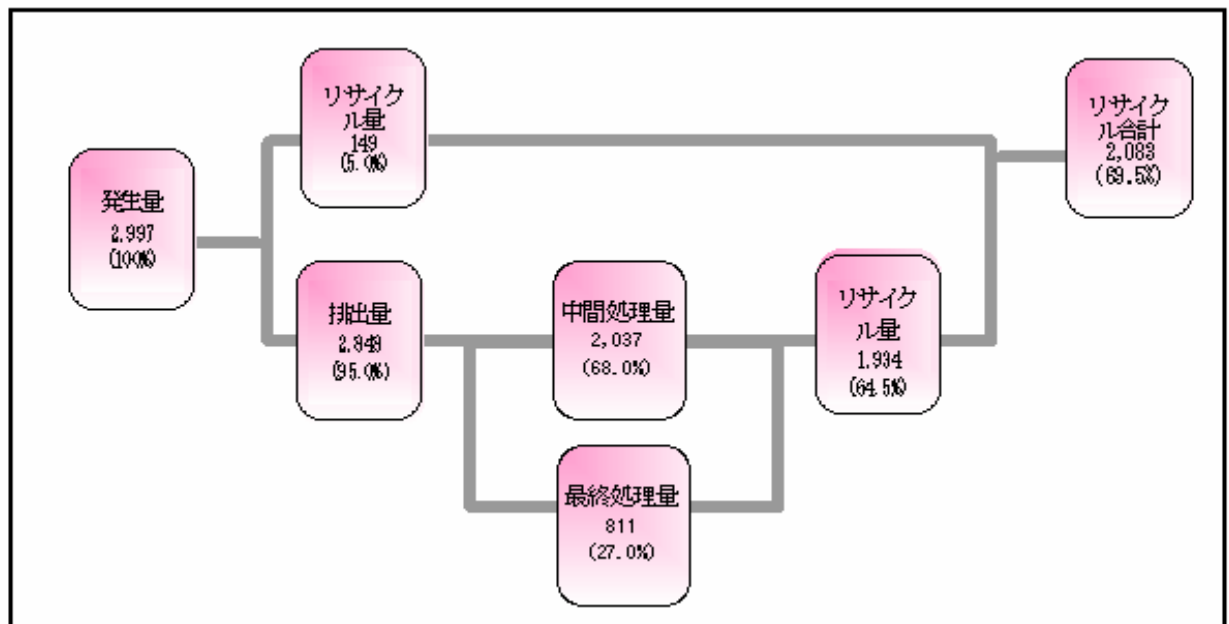 リサイク
ル量
149
(5.0%)
リサイク
ル合計
2,083
(69.5%)
発生量
2.997
(100%)
排出量
2.849
(95.0%)
中間処理量
2,037
(68.0%)
リサイク
ル量
1.934
(64.5%)
最終処理量
811
(27.0%)